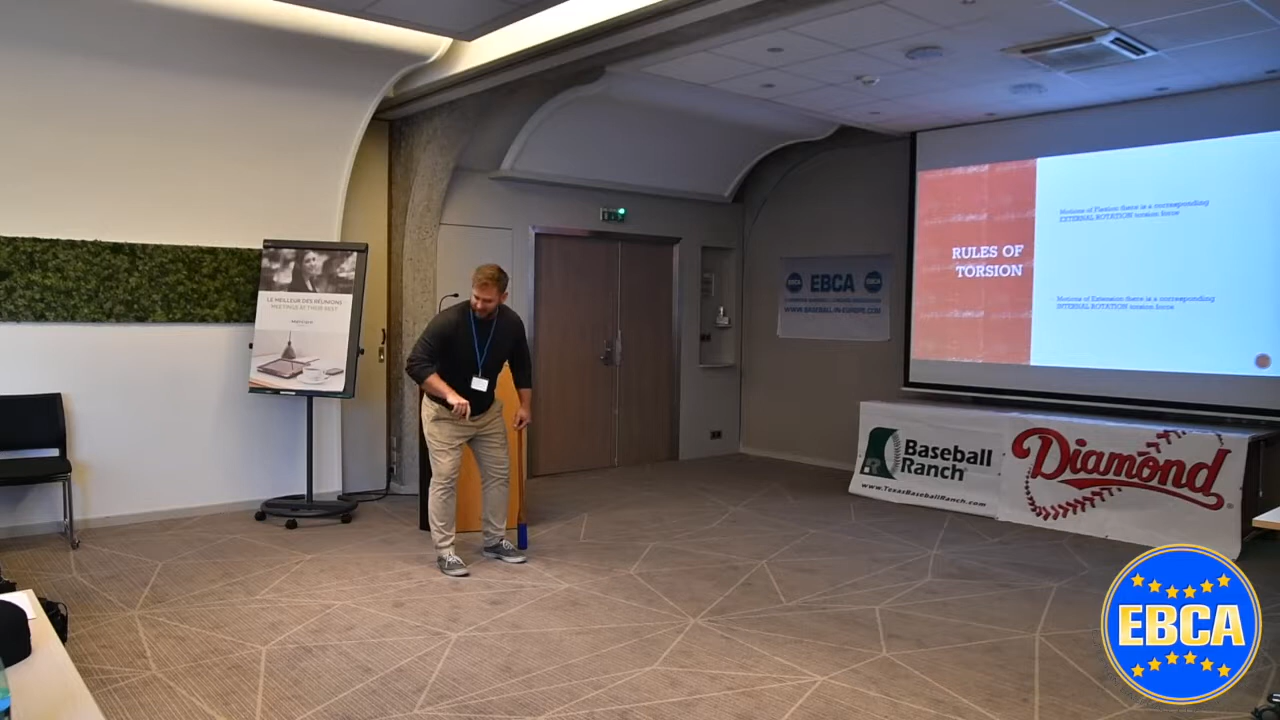 LE MEILLEUR DES RÉUNIONS
MEETINGS AT THEIR BEST
EBCA
WWW.BASEBALL-IN-EUROPE.COM
RULES OF
TORSION
Motions of Flexion there is a corresponding
EXTERNAL ROTATION torsion force
Motions of Extension there is a corresponding
INTERNAL ROTATION torsion force
Baseball
Ranch
www.TexasBaseballRanch.com
Diamond
EBCA